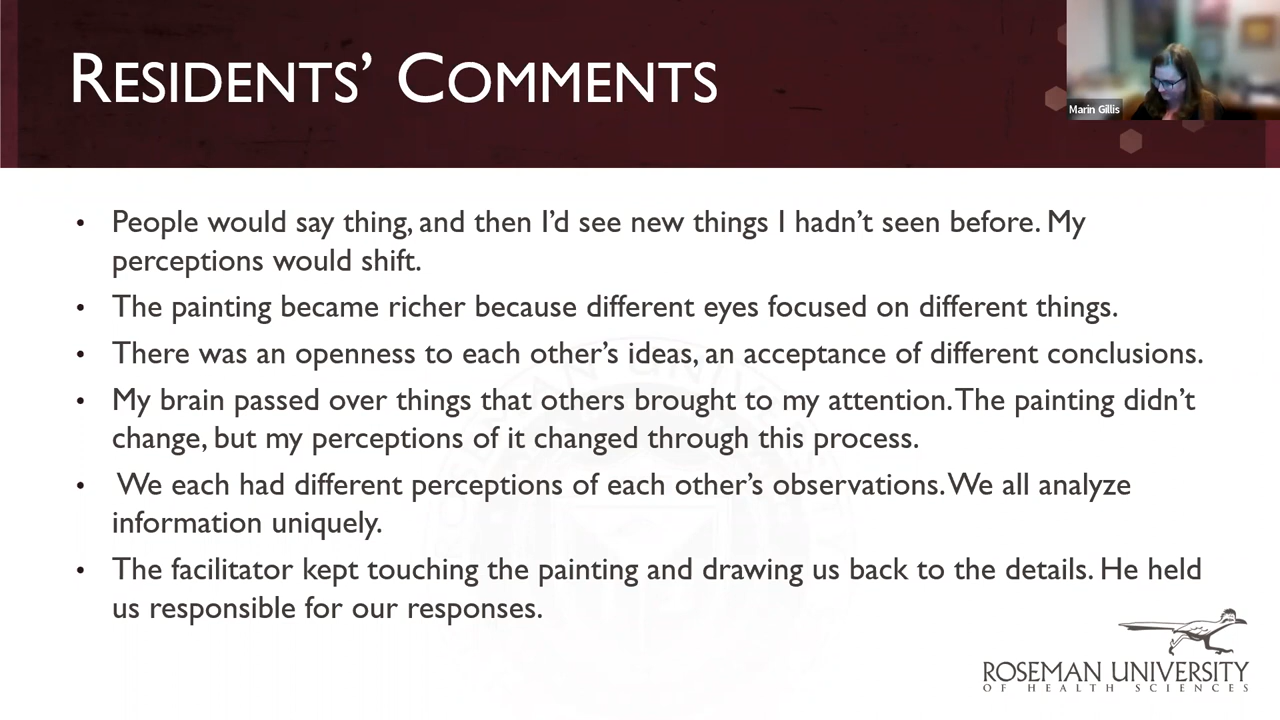 RESIDENTS' COMMENTS
Marin Gillis
• People would say thing, and then I'd see new things I hadn't seen before. My
perceptions would shift.
• The painting became richer because different eyes focused on different things.
• There was an openness to each other's ideas, an acceptance of different conclusions.
• My brain passed over things that others brought to my attention. The painting didn't
change, but my perceptions of it changed through this process.
• We each had different perceptions of each other's observations. We all analyze
information uniquely.
• The facilitator kept touching the painting and drawing us back to the details. He held
us responsible for our responses.
ROSEMAN UNIVERSITY
OF HEALTH SCIENCES